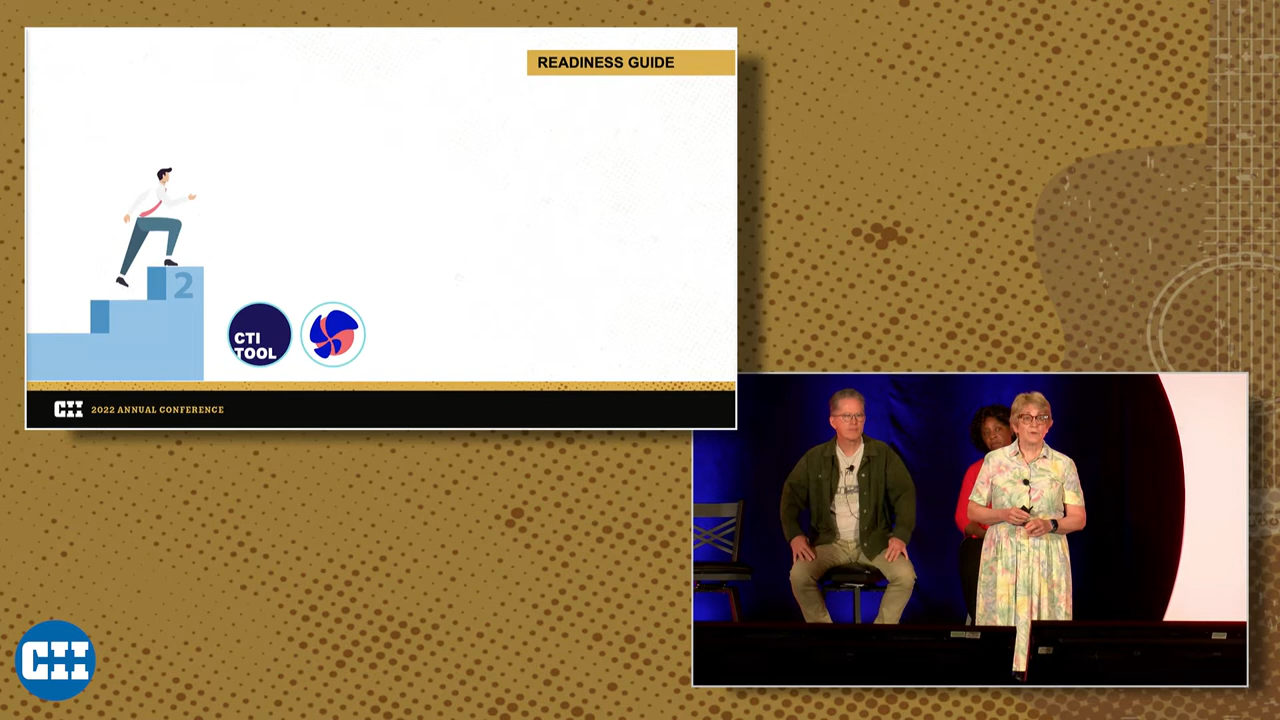 READINESS GUIDE
2
CTI
TOOL
CII 2022 ANNUAL CONFERENCE
CII